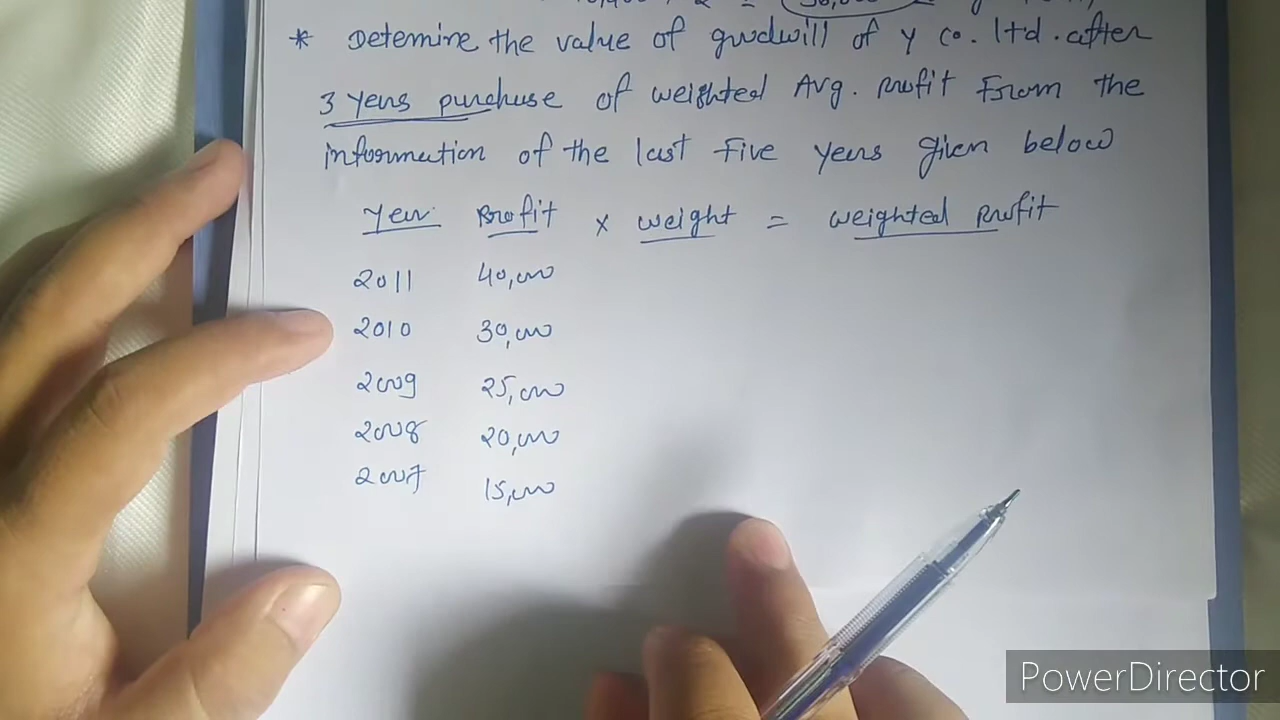 * Detemine the value of goodwill of Y Co. ltd. after
3 years purchase of weighted Avg. profit From the
information of the last Five years given below
Year Profit × weight = weighted profit
2011 40,000
2010 30,000
2009 25,000
2008 20,000
2007 15,000
PowerDirector